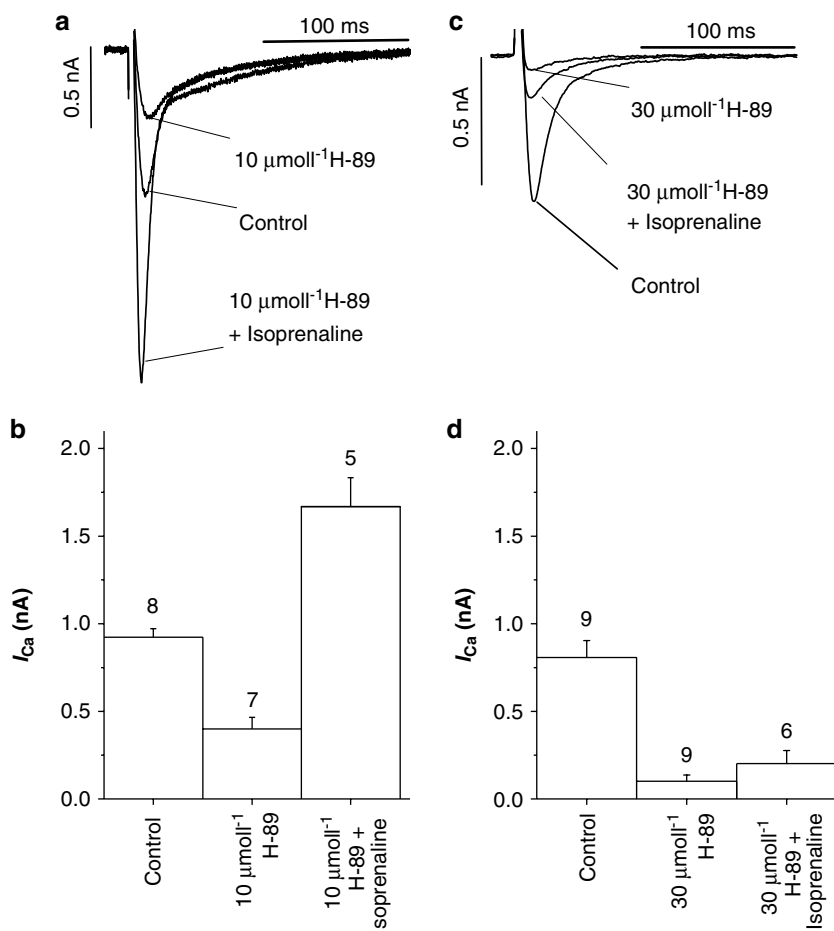 a
100 ms
0.5 nA
10 μmoll⁻¹H-89
Control
10 μmoll⁻¹H-89
+ Isoprenaline
c
100 ms
0.5 nA
30 μmoll⁻¹H-89
30 μmoll⁻¹H-89
+ Isoprenaline
Control
b
I_Ca (nA)
2.0
1.5
1.0
0.5
0.0
8
7
5
Control
10 μmoll⁻¹
H-89
10 μmoll⁻¹
H-89 +
soprenaline
d
I_Ca (nA)
2.0
1.5
1.0
0.5
0.0
9
9
6
Control
30 μmoll⁻¹
H-89
30 μmoll⁻¹
H-89 +
Isoprenaline